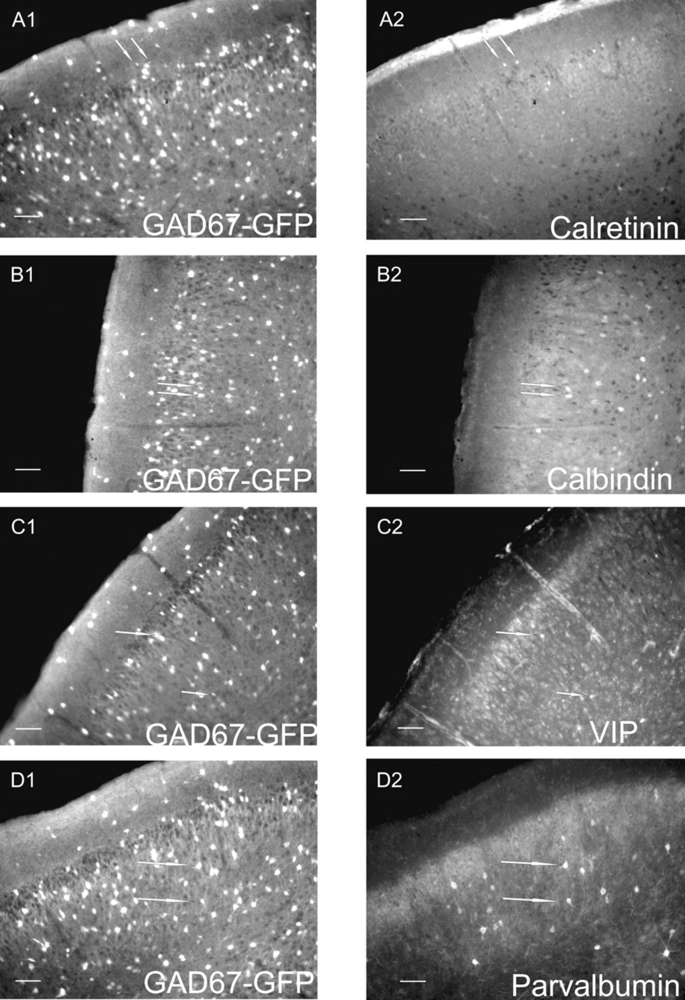 A1
GAD67-GFP
A2
Calretinin
B1
GAD67-GFP
B2
Calbindin
C1
GAD67-GFP
C2
VIP
D1
GAD67-GFP
D2
Parvalbumin